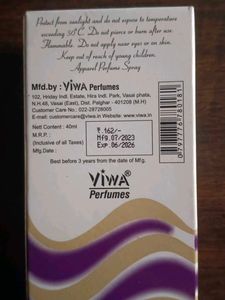 Protect from sunlight and do not expose to temperature
exceeding 50°C. Do not pierce or burn after use.
Flammable. Do not apply near eyes or on skin.
Keep out of reach of young children.
Apparel Perfume Spray
Mfd.by : ViWA Perfumes
102, Hriday Indl. Estate, Hira Indl. Park, Vasai phata,
N.H.48, Vasai (East), Dist. Palghar - 401208 (M.H)
Customer Care No.: 022-28728005
E-mail: customercare@viwa.in Website: www.viwa.in
Nett Content : 40ml
M.R.P. :
(Inclusive of all Taxes)
Mfg.Date :
₹.162/-
Mfg.07/2023
Exp.06/2026
Best before 3 years from the date of Mfg.
ViWA®
Perfumes